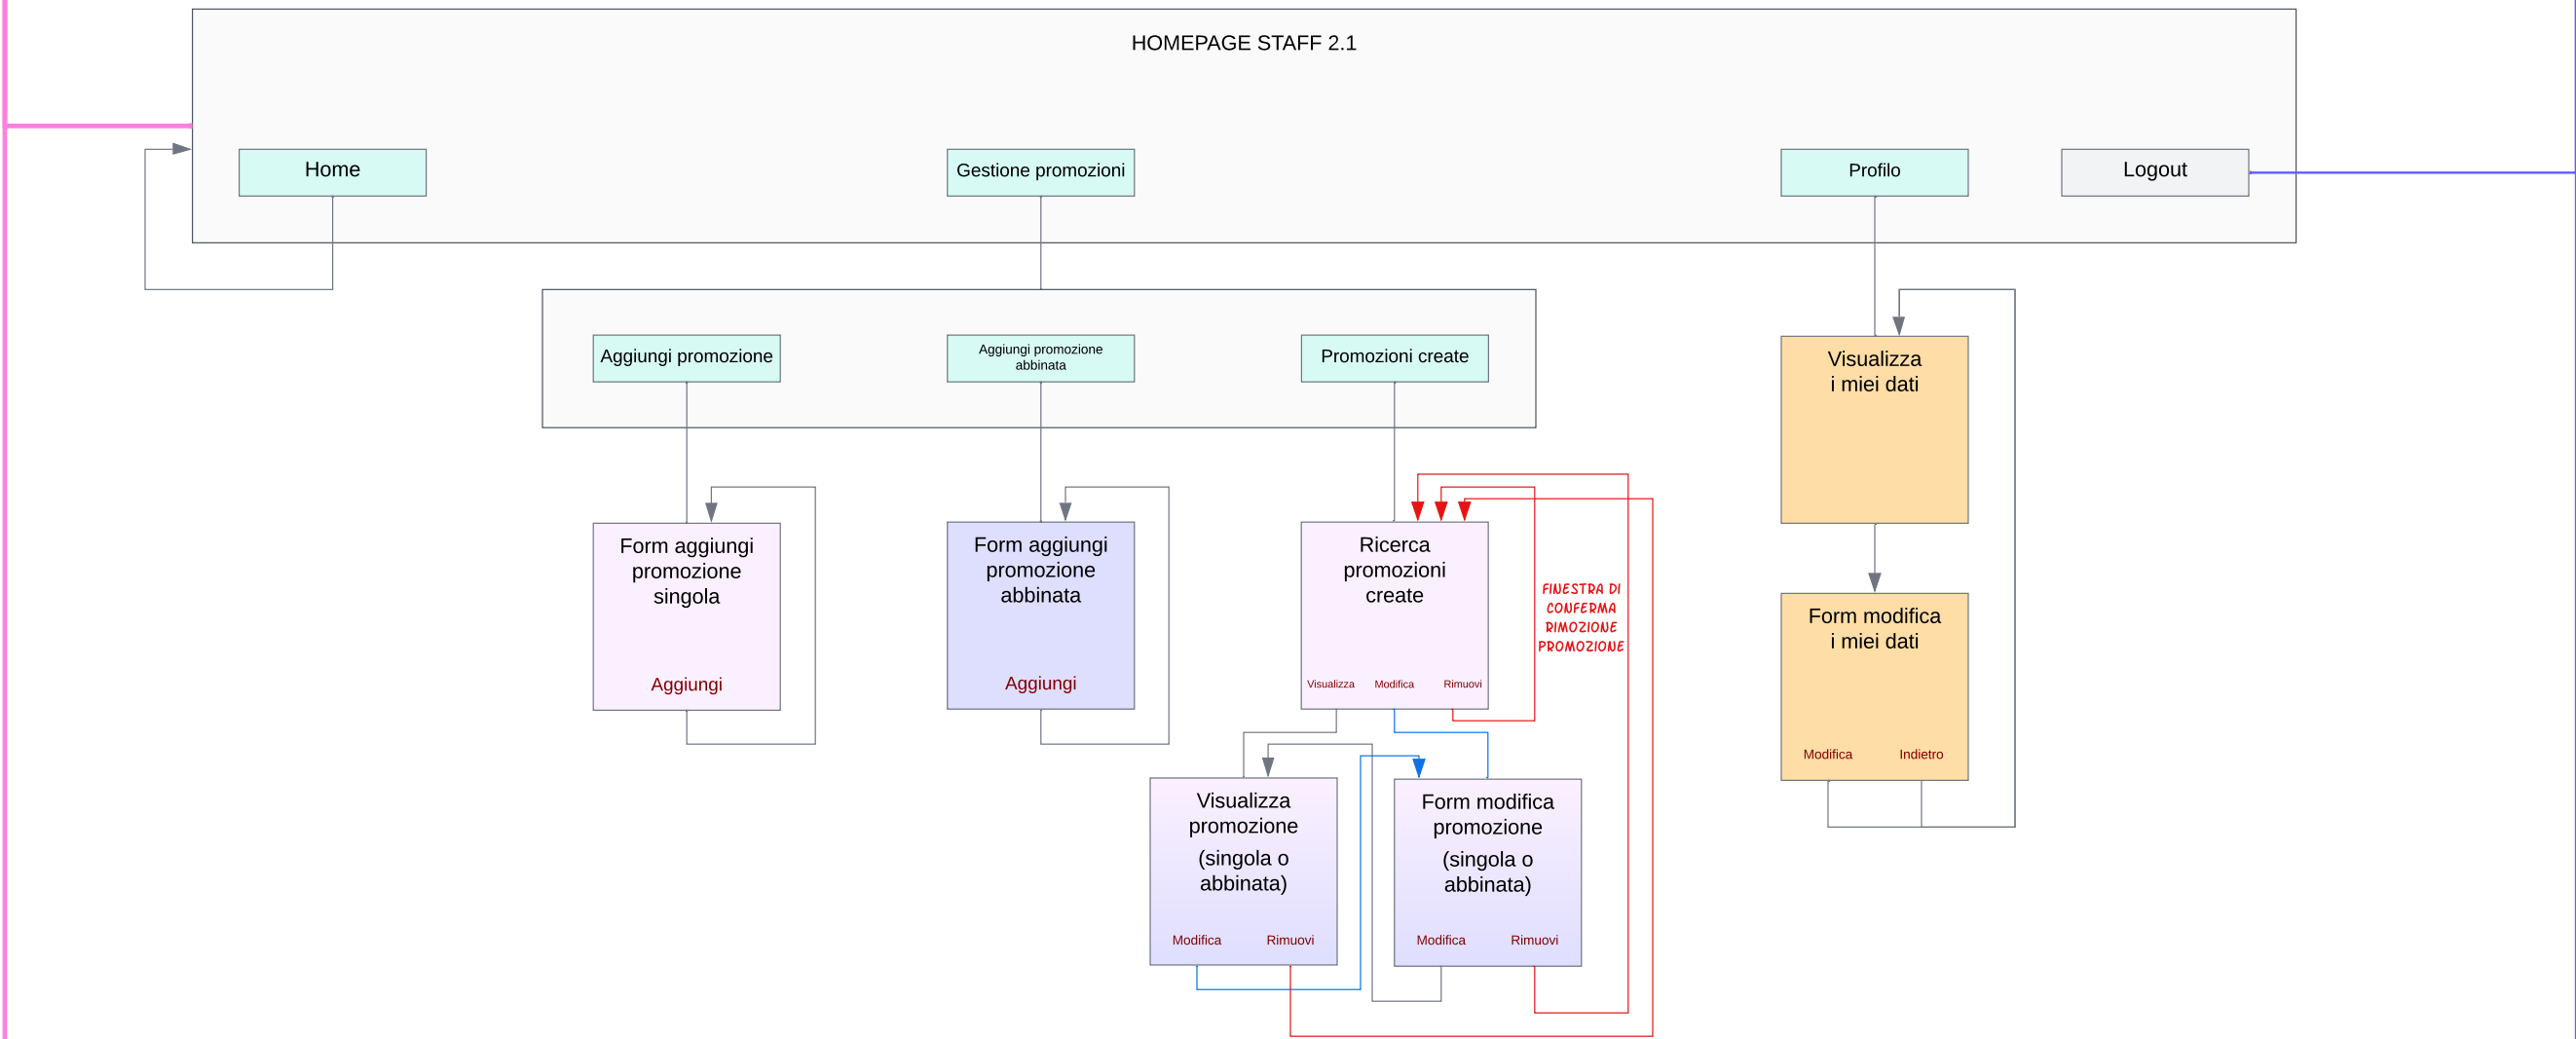 HOMEPAGE STAFF 2.1
Home
Gestione promozioni
Profilo
Logout
Aggiungi promozione
Aggiungi promozione
abbinata
Promozioni create
Visualizza
i miei dati
Form aggiungi
promozione
singola
Aggiungi
Form aggiungi
promozione
abbinata
Aggiungi
Ricerca
promozioni
create
Visualizza
Modifica
Rimuovi
FINESTRA DI
CONFERMA
RIMOZIONE
PROMOZIONE
Form modifica
i miei dati
Modifica
Indietro
Visualizza
promozione
(singola o
abbinata)
Modifica
Rimuovi
Form modifica
promozione
(singola o
abbinata)
Modifica
Rimuovi